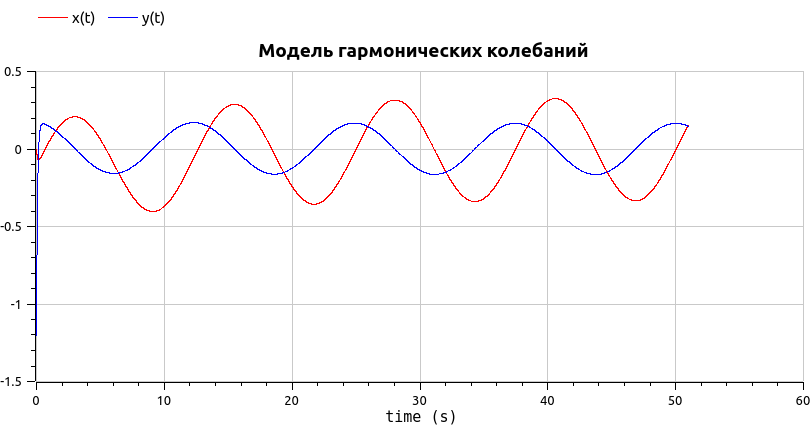 x(t) y(t)
Модель гармонических колебаний
0.5
0
-0.5
-1
-1.5
0 10 20 30 40 50 60
time (s)